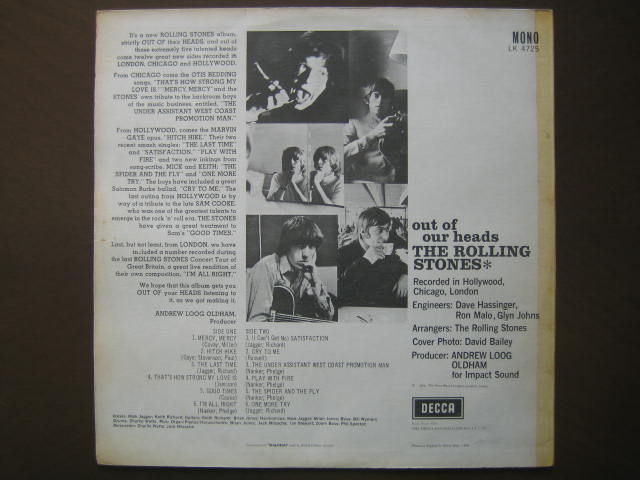 It's a new ROLLING STONES album,
strictly OUT OF their HEADS, and out of
those extremely five talented heads
come twelve great new sides recorded in
LONDON, CHICAGO and HOLLYWOOD.
From CHICAGO come the OTIS REDDING
songs, "THAT'S HOW STRONG MY
LOVE IS," "MERCY, MERCY" and the
STONES' own tribute to the backroom boys
of the music business, entitled, "THE
UNDER ASSISTANT WEST COAST
PROMOTION MAN."
From HOLLYWOOD, comes the MARVIN
GAYE opus, "HITCH HIKE." Their two
recent smash singles: "THE LAST TIME"
and "SATISFACTION," "PLAY WITH
FIRE" and two new inkings from
song-scribe, MICK and KEITH: "THE
SPIDER AND THE FLY" and "ONE MORE
TRY." The boys have included a great
Solomon Burke ballad, "CRY TO ME." The
last outing from HOLLYWOOD is by
way of a tribute to the late SAM COOKE,
who was one of the greatest talents to
emerge in the rock 'n' roll era. THE STONES
have given a great treatment to
Sam's "GOOD TIMES."
Last, but not least, from LONDON, we have
included a number recorded during
the last ROLLING STONES Concert Tour of
Great Britain, a great live rendition of
their own composition, "I'M ALL RIGHT."
We hope that this album gets you
OUT OF your HEADS listening to
it, as we got making it.
ANDREW LOOG OLDHAM,
Producer
SIDE ONE
1. MERCY, MERCY
(Covay; Miller)
2. HITCH HIKE
(Gaye; Stevenson; Paul)
3. THE LAST TIME
(Jagger; Richard)
4. THAT'S HOW STRONG MY LOVE IS
(Jamison)
5. GOOD TIMES
(Cooke)
6. I'M ALL RIGHT
(Nanker, Phelge)
SIDE TWO
1. (I Can't Get No) SATISFACTION
(Jagger; Richard)
2. CRY TO ME
(Russell)
3. THE UNDER ASSISTANT WEST COAST PROMOTION MAN
(Nanker, Phelge)
4. PLAY WITH FIRE
(Nanker, Phelge)
5. THE SPIDER AND THE FLY
(Nanker, Phelge)
6. ONE MORE TRY
(Jagger; Richard)
MONO
LK 4725
out of
our heads
THE ROLLING
STONES*
Recorded in Hollywood,
Chicago, London
Engineers: Dave Hassinger,
Ron Malo, Glyn Johns
Arrangers: The Rolling Stones
Cover Photo: David Bailey
Producer: ANDREW LOOG
OLDHAM
for Impact Sound
DECCA